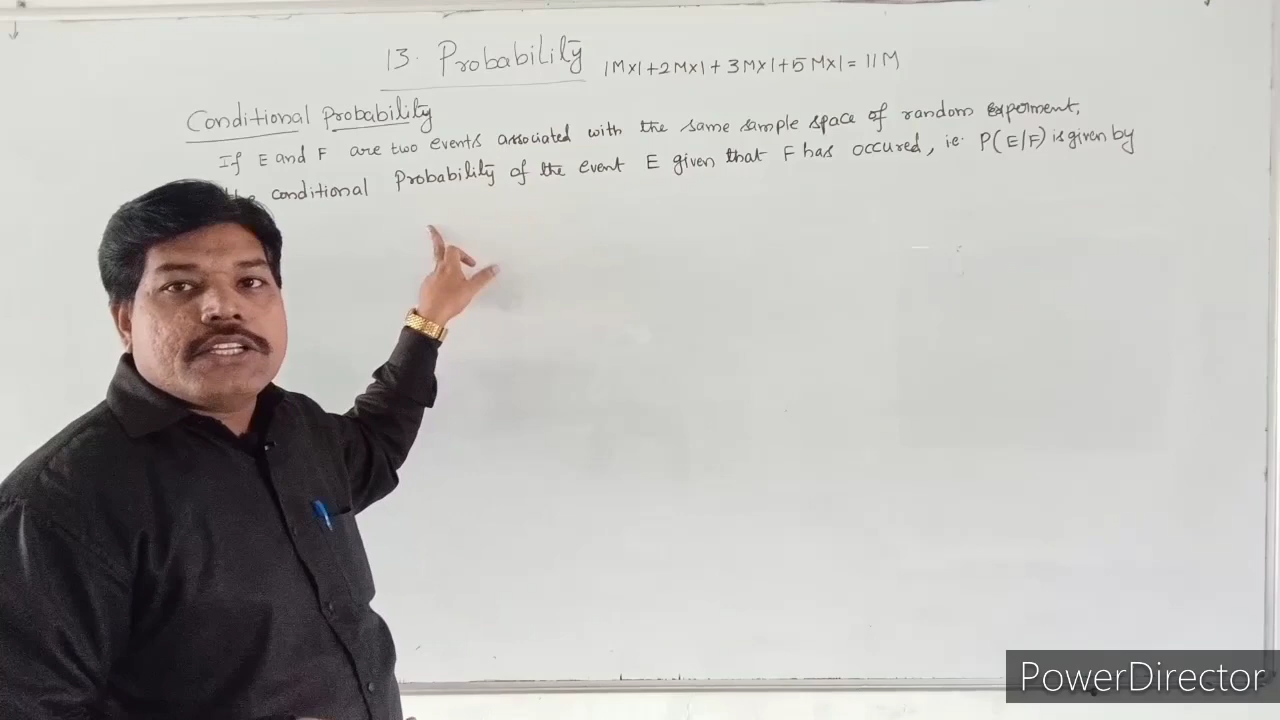 13. Probability 1M×1+2M×1+3M×1+5M×1=11M
Conditional Probability
If E and F are two events associated with the same sample space of random experiment,
the conditional Probability of the event E given that F has occured, ie. P(E/F) is given by
PowerDirector